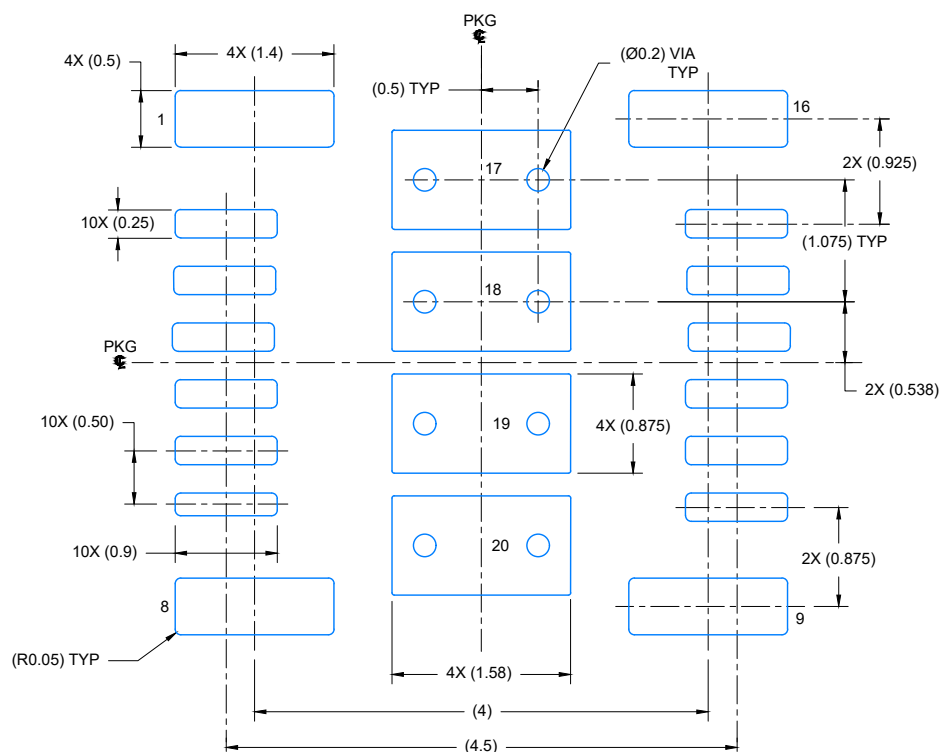 PKG
4X (1.4)
(Ø0.2) VIA
TYP
4X (0.5)
(0.5) TYP
1
16
17
2X (0.925)
10X (0.25)
(1.075) TYP
18
PKG
2X (0.538)
10X (0.50)
19
4X (0.875)
20
10X (0.9)
2X (0.875)
8
9
(R0.05) TYP
4X (1.58)
(4)
(4.5)